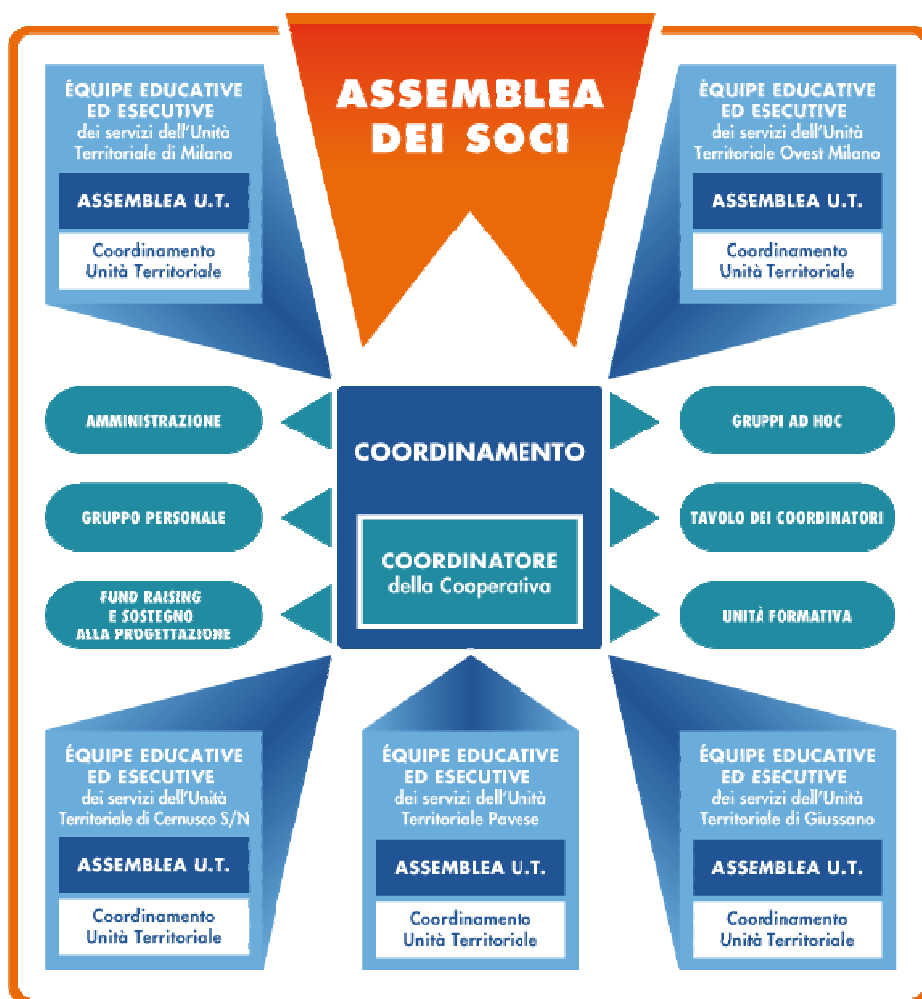 ASSEMBLEA
DEI SOCI
ÉQUIPE EDUCATIVE
ED ESECUTIVE
dei servizi dell'Unità
Territoriale di Milano
ASSEMBLEA U.T.
Coordinamento
Unità Territoriale
ÉQUIPE EDUCATIVE
ED ESECUTIVE
dei servizi dell'Unità
Territoriale Ovest Milano
ASSEMBLEA U.T.
Coordinamento
Unità Territoriale
AMMINISTRAZIONE
GRUPPO PERSONALE
FUND RAISING
E SOSTEGNO
ALLA PROGETTAZIONE
COORDINAMENTO
COORDINATORE
della Cooperativa
GRUPPI AD HOC
TAVOLO DEI COORDINATORI
UNITÀ FORMATIVA
ÉQUIPE EDUCATIVE
ED ESECUTIVE
dei servizi dell'Unità
Territoriale di Cernusco S/N
ASSEMBLEA U.T.
Coordinamento
Unità Territoriale
ÉQUIPE EDUCATIVE
ED ESECUTIVE
dei servizi dell'Unità
Territoriale Pavese
ASSEMBLEA U.T.
Coordinamento
Unità Territoriale
ÉQUIPE EDUCATIVE
ED ESECUTIVE
dei servizi dell'Unità
Territoriale di Giussano
ASSEMBLEA U.T.
Coordinamento
Unità Territoriale